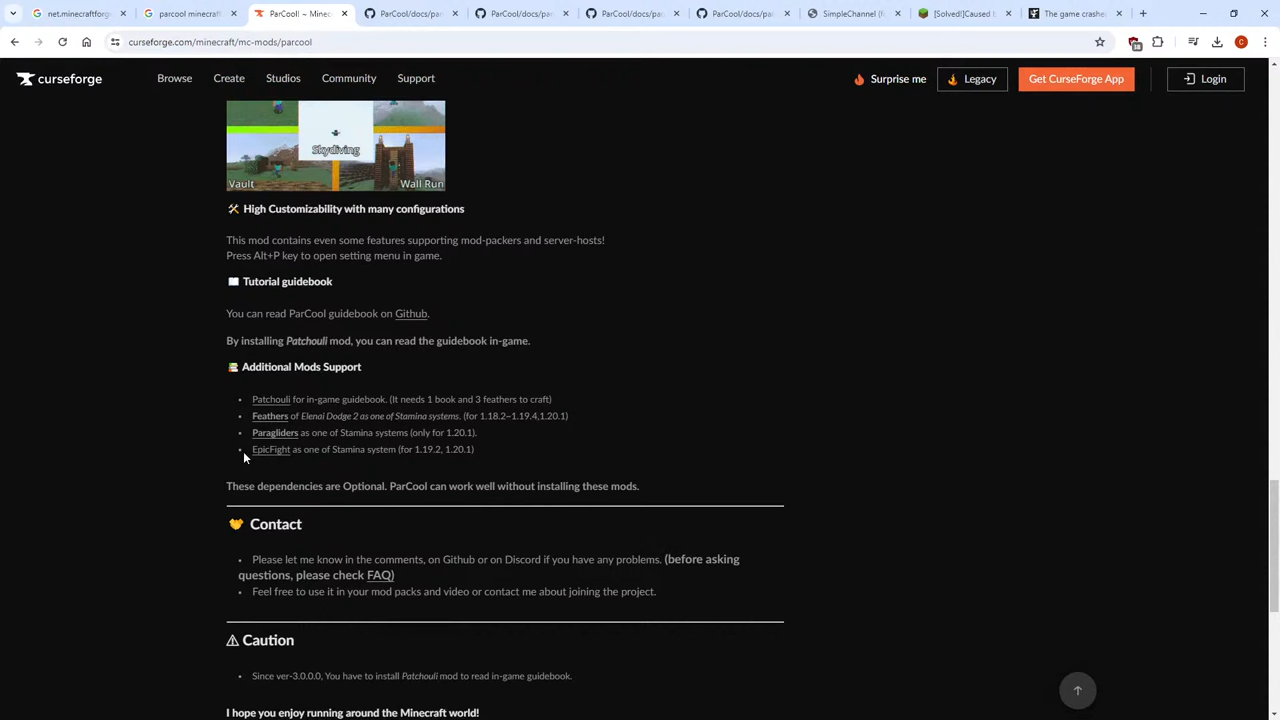 net.minecraftforg
parcool minecraft
ParCool! ~ Minec
ParCool/docs/par
ParCool/docs/par
ParCool/docs/par
ParCool/docs/par
SimpleChannel (fo
[Solved!]Caused (
The game crashe
curseforge.com/minecraft/mc-mods/parcool
18
C
curseforge
Browse
Create
Studios
Community
Support
Surprise me
Legacy
Get CurseForge App
Login
Skydiving
Vault
Wall Run
High Customizability with many configurations
This mod contains even some features supporting mod-packers and server-hosts!
Press Alt+P key to open setting menu in game.
Tutorial guidebook
You can read ParCool guidebook on Github.
By installing Patchouli mod, you can read the guidebook in-game.
Additional Mods Support
• Patchouli for in-game guidebook. (It needs 1 book and 3 feathers to craft)
• Feathers of Elenai Dodge 2 as one of Stamina systems. (for 1.18.2~1.19.4,1.20.1)
• Paragliders as one of Stamina systems (only for 1.20.1).
• EpicFight as one of Stamina system (for 1.19.2, 1.20.1)
These dependencies are Optional. ParCool can work well without installing these mods.
Contact
• Please let me know in the comments, on Github or on Discord if you have any problems. (before asking
questions, please check FAQ)
• Feel free to use it in your mod packs and video or contact me about joining the project.
Caution
• Since ver-3.0.0.0, You have to install Patchouli mod to read in-game guidebook.
I hope you enjoy running around the Minecraft world!